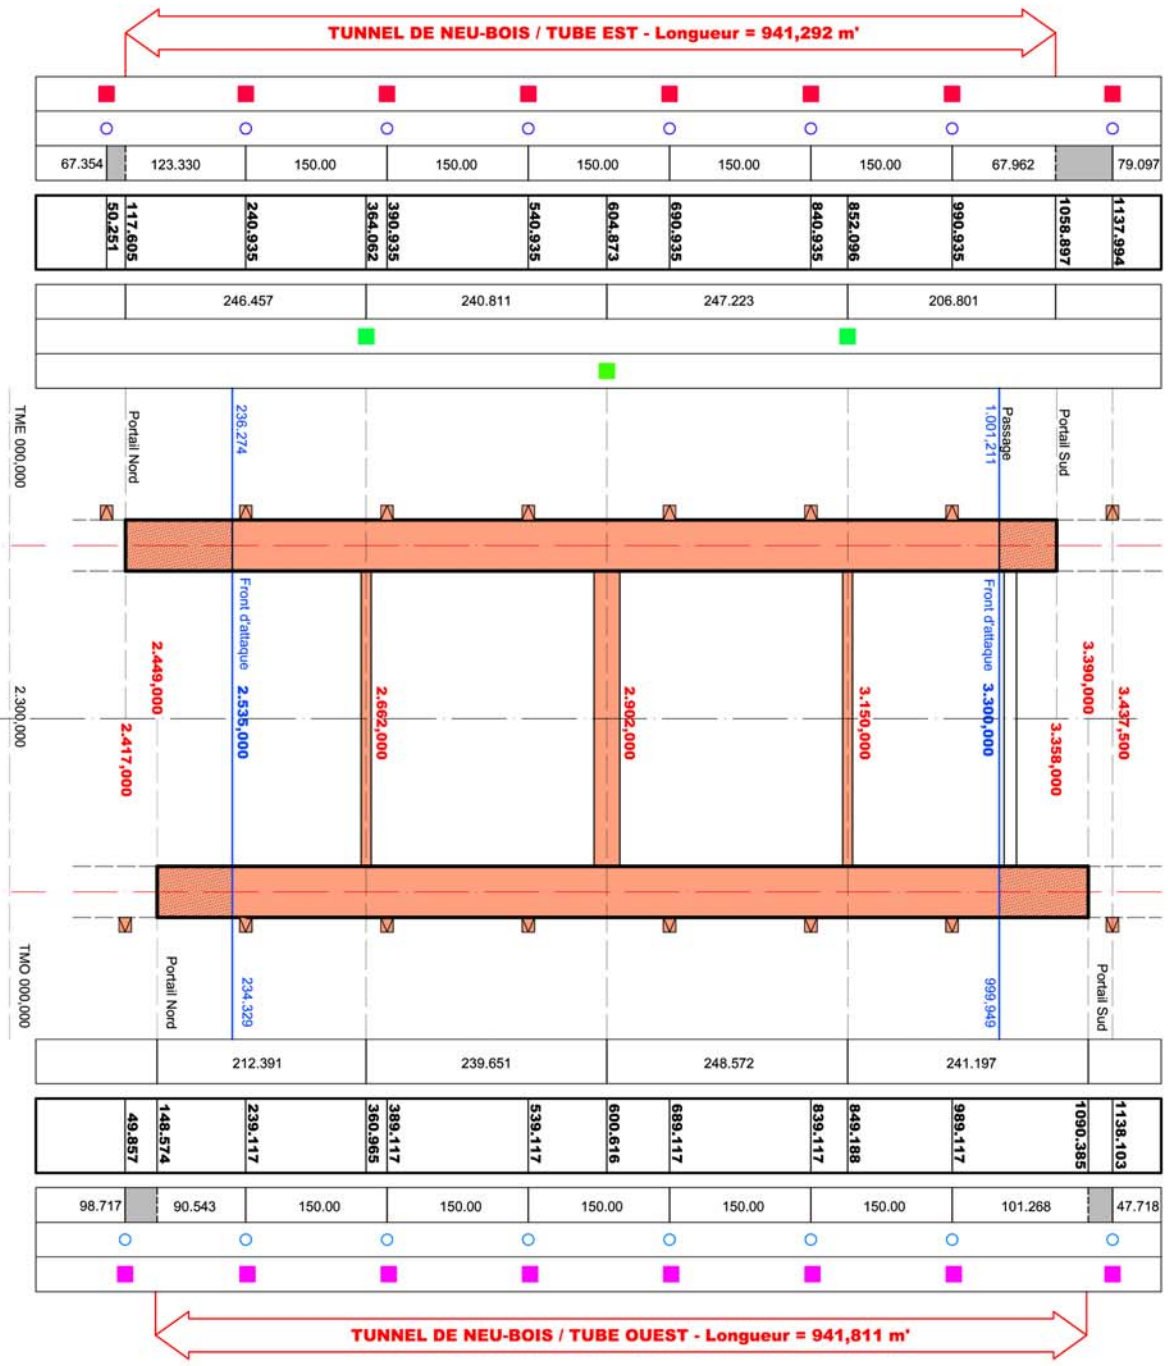 TUNNEL DE NEU-BOIS / TUBE EST - Longueur = 941,292 m'
67.354 123.330 150.00 150.00 150.00 150.00 150.00 67.962 79.097
50.251 117.605 240.935 364.062 390.935 540.935 604.873 690.935 840.935 852.096 990.935 1058.897 1137.994
246.457 240.811 247.223 206.801
TME 000,000
Portail Nord
236.274
1.001,211
Passage
Portail Sud
Front d'attaque 2.535,000
Front d'attaque 3.300,000
2.300,000
2.417,000
2.449,000
2.662,000
2.902,000
3.150,000
3.358,000
3.390,000
3.437,500
TMO 000,000
Portail Nord
234.329
999,949
Portail Sud
212.391 239.651 248.572 241.197
49.857 148.574 239.117 360.965 389.117 539.117 600.616 689.117 839.117 849.188 989.117 1090.385 1138.103
98.717 90.543 150.00 150.00 150.00 150.00 150.00 101.268 47.718
TUNNEL DE NEU-BOIS / TUBE OUEST - Longueur = 941,811 m'